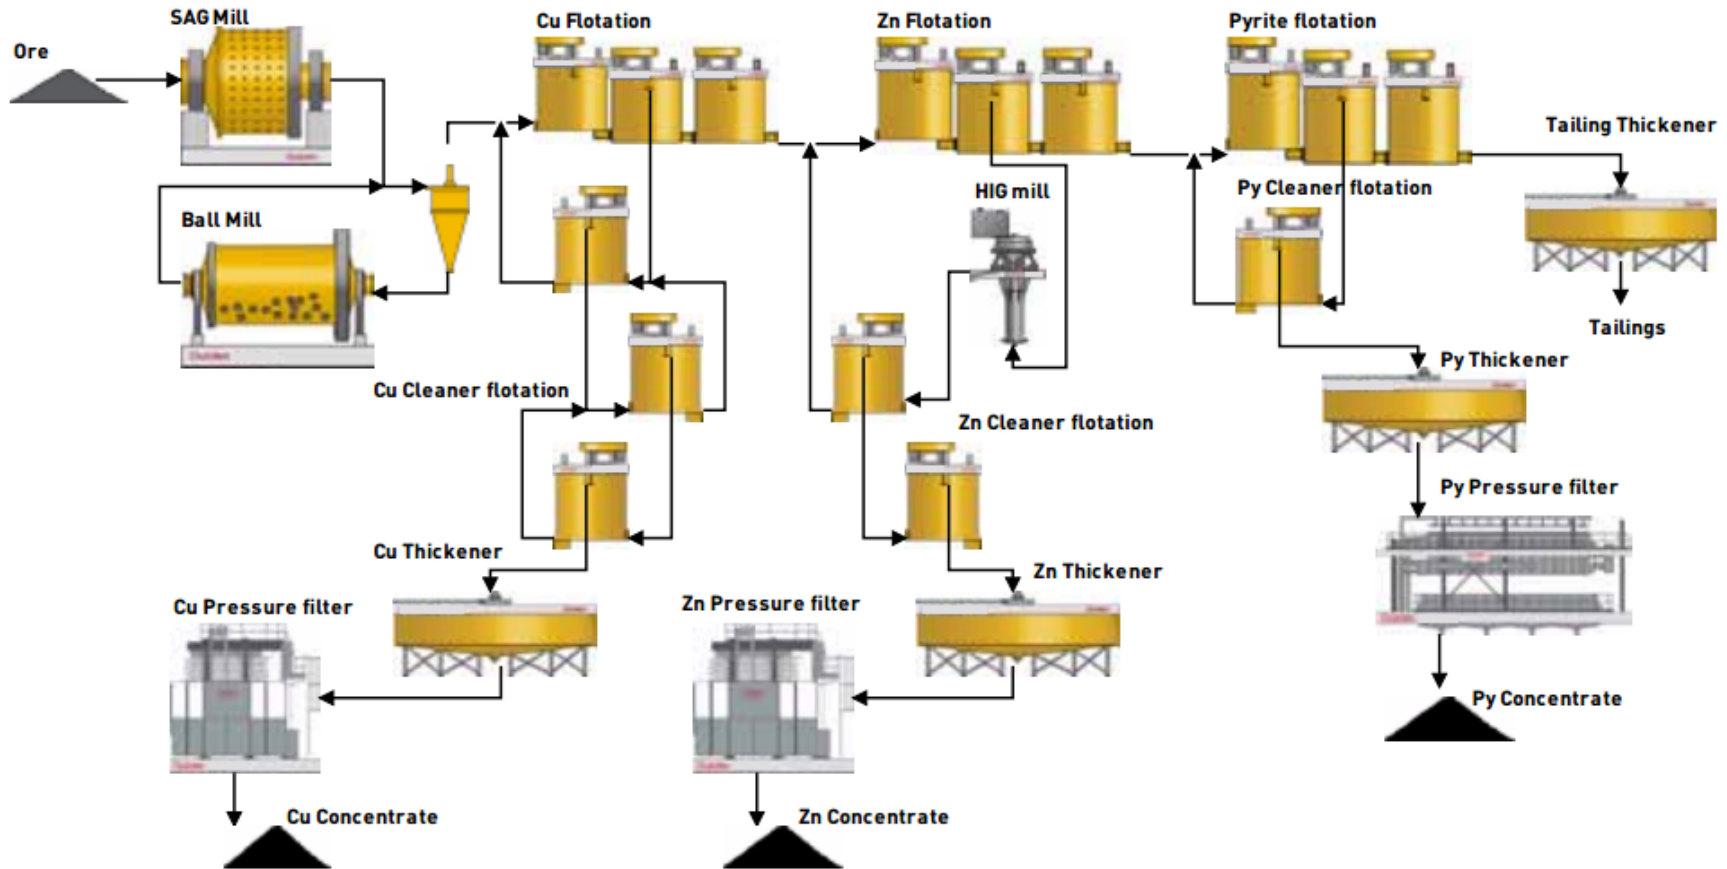 SAG Mill
Cu Flotation
Zn Flotation
Pyrite flotation
Ore
Tailing Thickener
HIG mill
Py Cleaner flotation
Ball Mill
Tailings
Py Thickener
Cu Cleaner flotation
Zn Cleaner flotation
Py Pressure filter
Cu Thickener
Zn Thickener
Cu Pressure filter
Zn Pressure filter
Py Concentrate
Cu Concentrate
Zn Concentrate